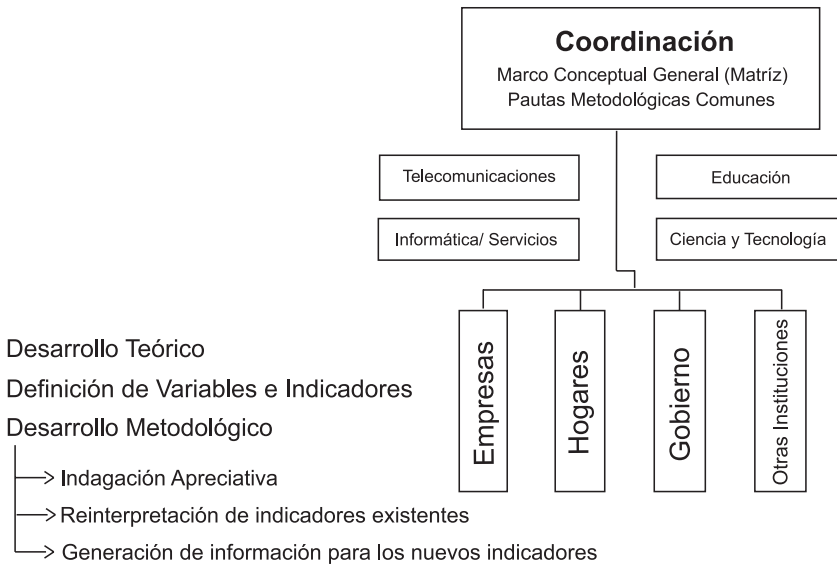 Coordinación
Marco Conceptual General (Matríz)
Pautas Metodológicas Comunes
Telecomunicaciones
Educación
Informática/ Servicios
Ciencia y Tecnología
Empresas
Hogares
Gobierno
Otras Instituciones
Desarrollo Teórico
Definición de Variables e Indicadores
Desarrollo Metodológico
Indagación Apreciativa
Reinterpretación de indicadores existentes
Generación de información para los nuevos indicadores